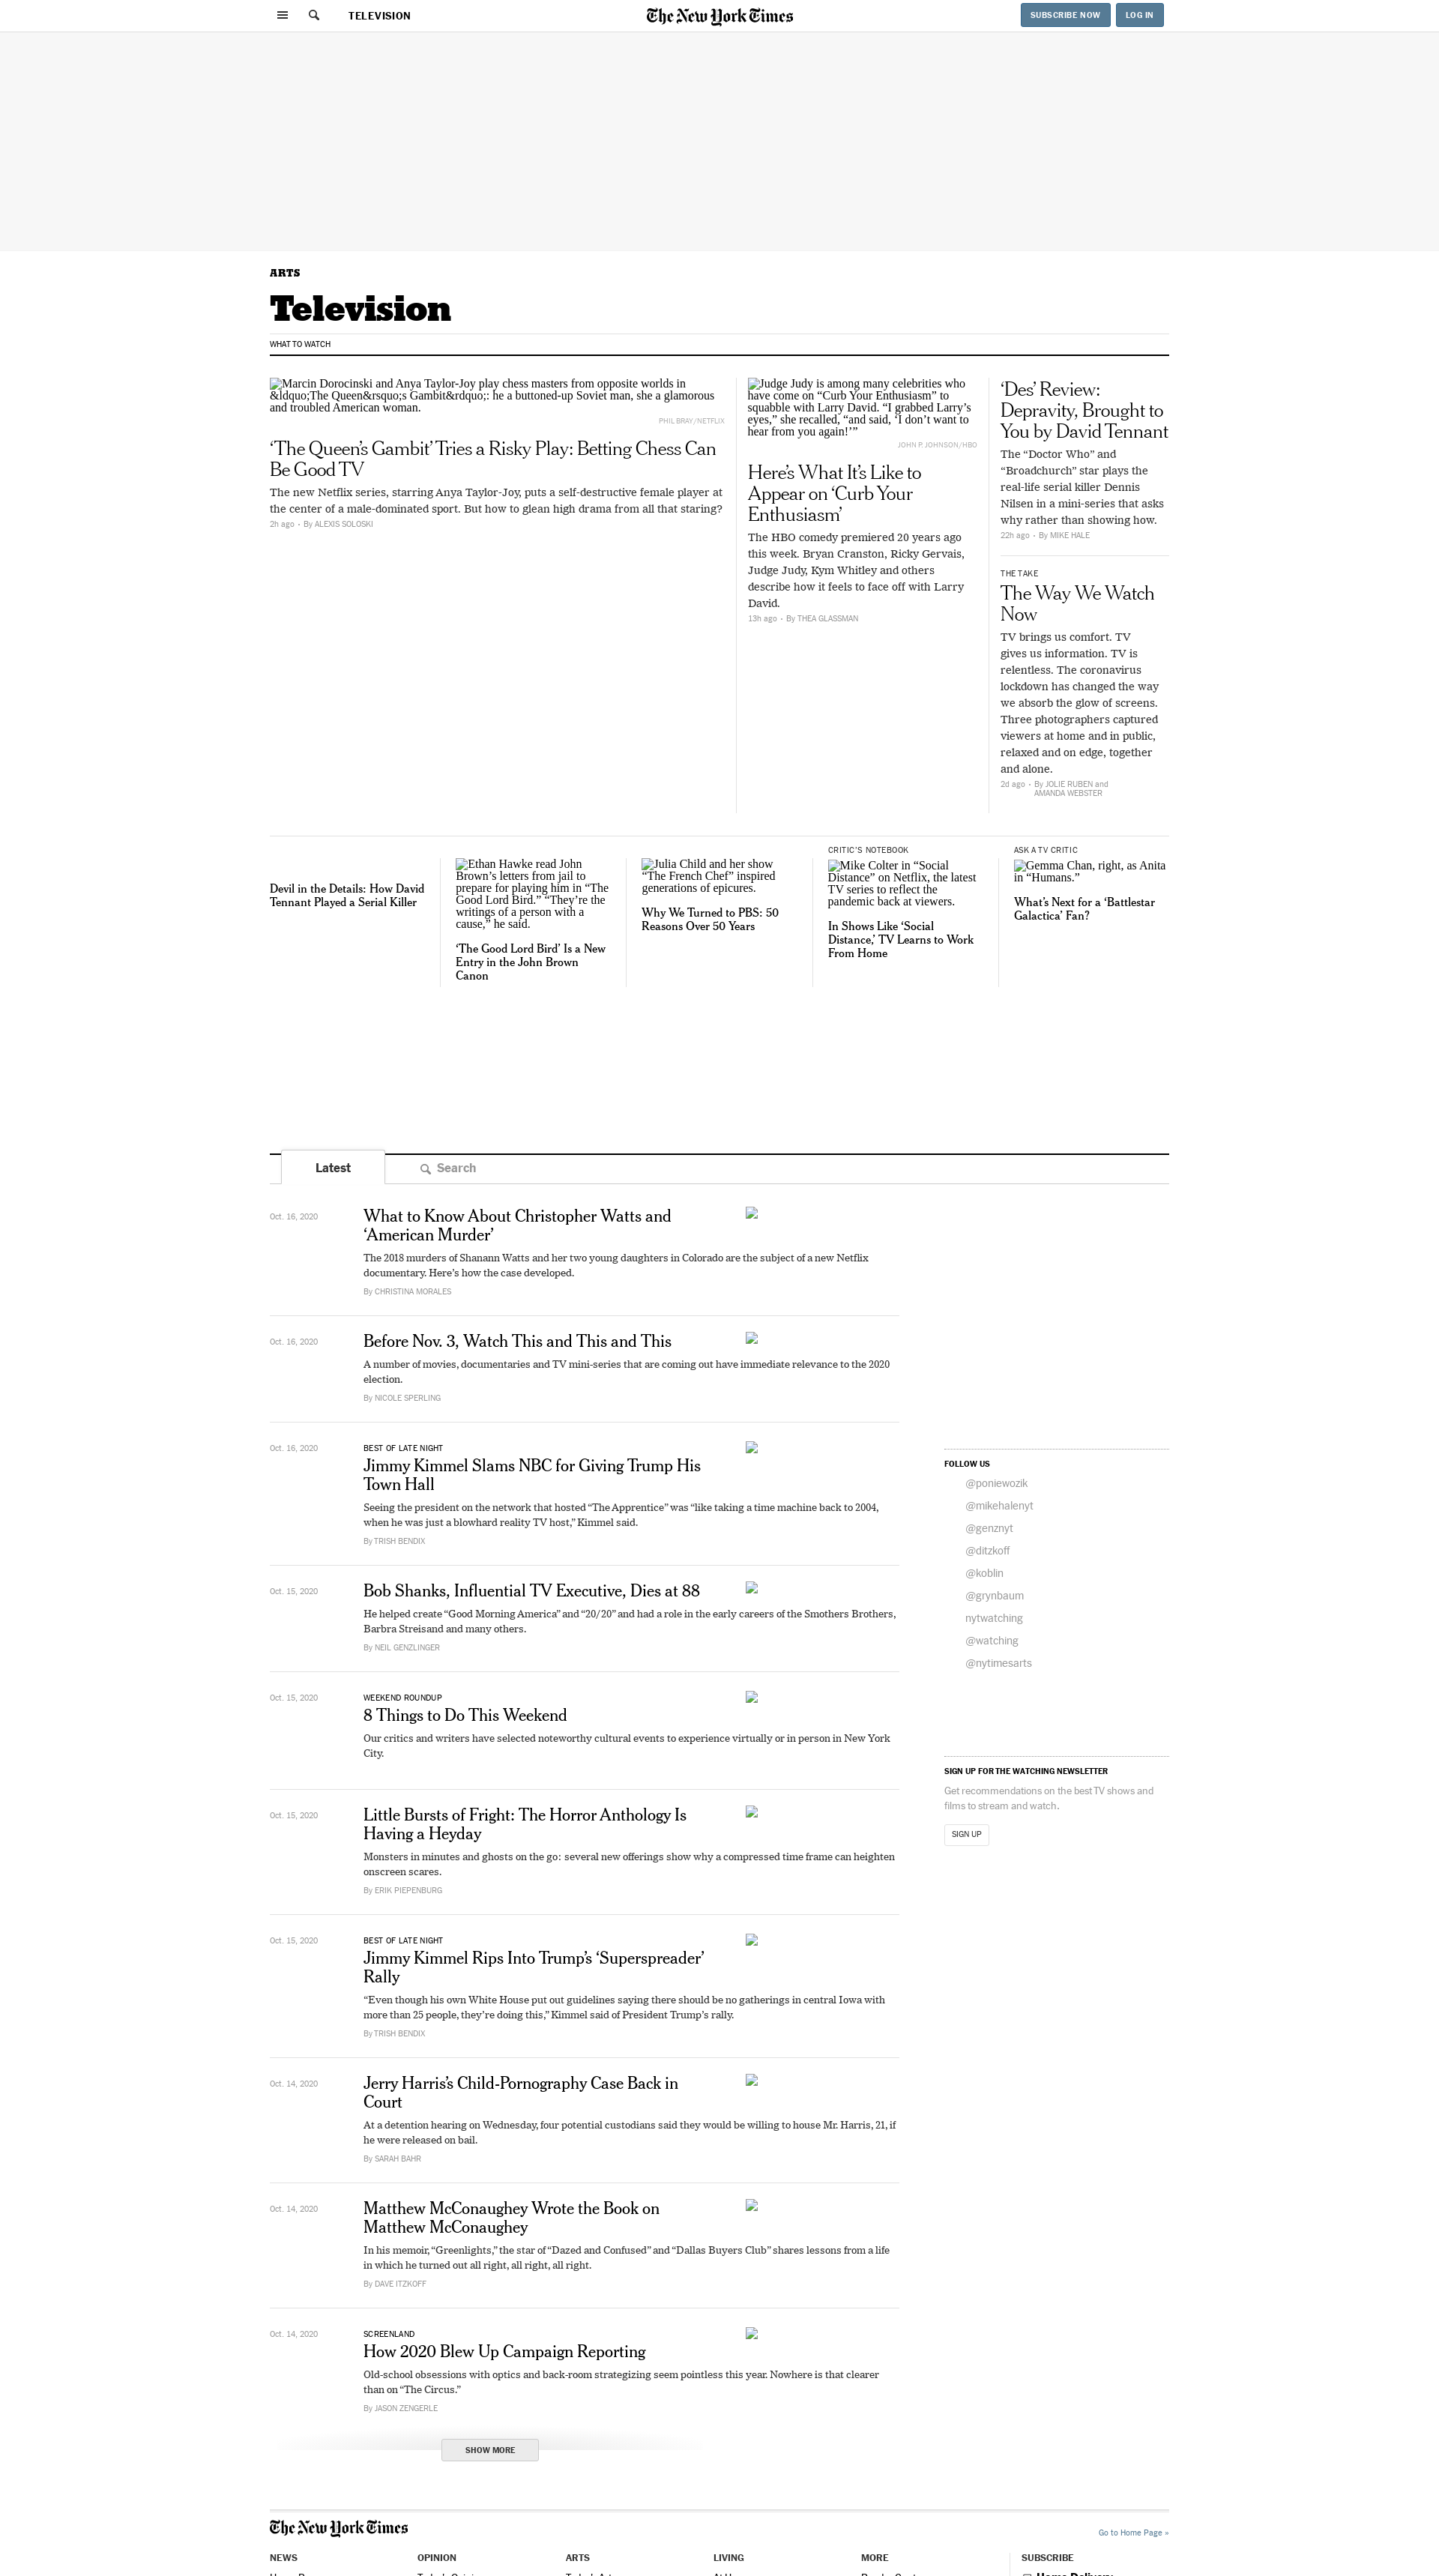 TELEVISION
The New York Times
SUBSCRIBE NOW
LOG IN
ARTS
Television
WHAT TO WATCH
Marcin Dorocinski and Anya Taylor-Joy play chess masters from opposite worlds in
&ldquo;The Queen&rsquo;s Gambit&rdquo;: he a buttoned-up Soviet man, she a glamorous
and troubled American woman.
PHIL BRAY/NETFLIX
‘The Queen’s Gambit’ Tries a Risky Play: Betting Chess Can
Be Good TV
The new Netflix series, starring Anya Taylor-Joy, puts a self-destructive female player at
the center of a male-dominated sport. But how to glean high drama from all that staring?
2h ago • By ALEXIS SOLOSKI
Judge Judy is among many celebrities who
have come on “Curb Your Enthusiasm” to
squabble with Larry David. “I grabbed Larry’s
eyes,” she recalled, “and said, ‘I don’t want to
hear from you again!’”
JOHN P. JOHNSON/HBO
Here’s What It’s Like to
Appear on ‘Curb Your
Enthusiasm’
The HBO comedy premiered 20 years ago
this week. Bryan Cranston, Ricky Gervais,
Judge Judy, Kym Whitley and others
describe how it feels to face off with Larry
David.
13h ago • By THEA GLASSMAN
‘Des’ Review:
Depravity, Brought to
You by David Tennant
The “Doctor Who” and
“Broadchurch” star plays the
real-life serial killer Dennis
Nilsen in a mini-series that asks
why rather than showing how.
22h ago • By MIKE HALE
THE TAKE
The Way We Watch
Now
TV brings us comfort. TV
gives us information. TV is
relentless. The coronavirus
lockdown has changed the way
we absorb the glow of screens.
Three photographers captured
viewers at home and in public,
relaxed and on edge, together
and alone.
2d ago • By JOLIE RUBEN and
AMANDA WEBSTER
Devil in the Details: How David
Tennant Played a Serial Killer
Ethan Hawke read John
Brown’s letters from jail to
prepare for playing him in “The
Good Lord Bird.” “They’re the
writings of a person with a
cause,” he said.
‘The Good Lord Bird’ Is a New
Entry in the John Brown
Canon
Julia Child and her show
“The French Chef” inspired
generations of epicures.
Why We Turned to PBS: 50
Reasons Over 50 Years
CRITIC’S NOTEBOOK
Mike Colter in “Social
Distance” on Netflix, the latest
TV series to reflect the
pandemic back at viewers.
In Shows Like ‘Social
Distance,’ TV Learns to Work
From Home
ASK A TV CRITIC
Gemma Chan, right, as Anita
in “Humans.”
What’s Next for a ‘Battlestar
Galactica’ Fan?
Latest
Search
Oct. 16, 2020
What to Know About Christopher Watts and
‘American Murder’
The 2018 murders of Shanann Watts and her two young daughters in Colorado are the subject of a new Netflix
documentary. Here’s how the case developed.
By CHRISTINA MORALES
Oct. 16, 2020
Before Nov. 3, Watch This and This and This
A number of movies, documentaries and TV mini-series that are coming out have immediate relevance to the 2020
election.
By NICOLE SPERLING
Oct. 16, 2020
BEST OF LATE NIGHT
Jimmy Kimmel Slams NBC for Giving Trump His
Town Hall
Seeing the president on the network that hosted “The Apprentice” was “like taking a time machine back to 2004,
when he was just a blowhard reality TV host,” Kimmel said.
By TRISH BENDIX
Oct. 15, 2020
Bob Shanks, Influential TV Executive, Dies at 88
He helped create “Good Morning America” and “20/20” and had a role in the early careers of the Smothers Brothers,
Barbra Streisand and many others.
By NEIL GENZLINGER
Oct. 15, 2020
WEEKEND ROUNDUP
8 Things to Do This Weekend
Our critics and writers have selected noteworthy cultural events to experience virtually or in person in New York
City.
Oct. 15, 2020
Little Bursts of Fright: The Horror Anthology Is
Having a Heyday
Monsters in minutes and ghosts on the go: several new offerings show why a compressed time frame can heighten
onscreen scares.
By ERIK PIEPENBURG
Oct. 15, 2020
BEST OF LATE NIGHT
Jimmy Kimmel Rips Into Trump’s ‘Superspreader’
Rally
“Even though his own White House put out guidelines saying there should be no gatherings in central Iowa with
more than 25 people, they’re doing this,” Kimmel said of President Trump’s rally.
By TRISH BENDIX
Oct. 14, 2020
Jerry Harris’s Child-Pornography Case Back in
Court
At a detention hearing on Wednesday, four potential custodians said they would be willing to house Mr. Harris, 21, if
he were released on bail.
By SARAH BAHR
Oct. 14, 2020
Matthew McConaughey Wrote the Book on
Matthew McConaughey
In his memoir, “Greenlights,” the star of “Dazed and Confused” and “Dallas Buyers Club” shares lessons from a life
in which he turned out all right, all right, all right.
By DAVE ITZKOFF
Oct. 14, 2020
SCREENLAND
How 2020 Blew Up Campaign Reporting
Old-school obsessions with optics and back-room strategizing seem pointless this year. Nowhere is that clearer
than on “The Circus.”
By JASON ZENGERLE
SHOW MORE
FOLLOW US
@poniewozik
@mikehalenyt
@genznyt
@ditzkoff
@koblin
@grynbaum
nytwatching
@watching
@nytimesarts
SIGN UP FOR THE WATCHING NEWSLETTER
Get recommendations on the best TV shows and
films to stream and watch.
SIGN UP
The New York Times
Go to Home Page »
NEWS
OPINION
ARTS
LIVING
MORE
SUBSCRIBE